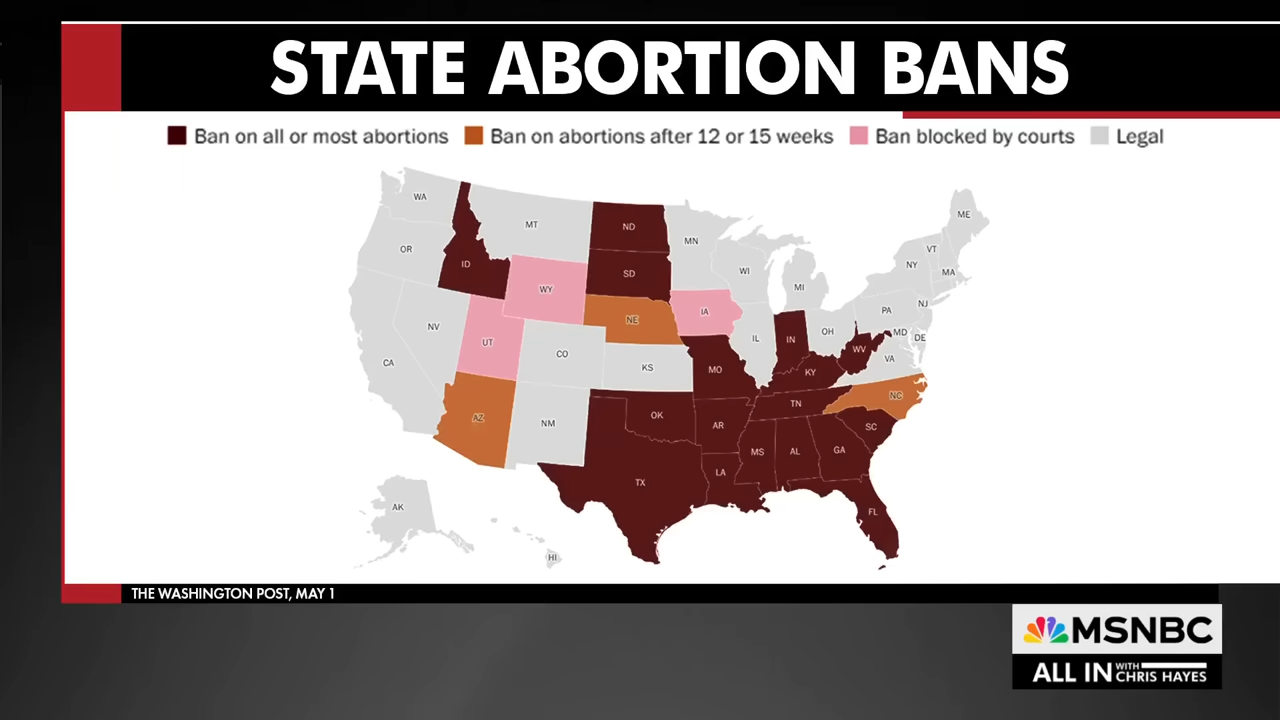 STATE ABORTION BANS
Ban on all or most abortions
Ban on abortions after 12 or 15 weeks
Ban blocked by courts
Legal
WA
MT
ND
MN
ME
OR
ID
SD
WI
VT
NY
MA
WY
MI
NE
IA
PA
NJ
NV
UT
CO
IL
IN
OH
MD
DE
WV
VA
CA
KS
MO
KY
AZ
NM
OK
AR
TN
NC
SC
MS
AL
GA
TX
LA
FL
AK
HI
THE WASHINGTON POST, MAY 1
MSNBC
ALL IN WITH CHRIS HAYES